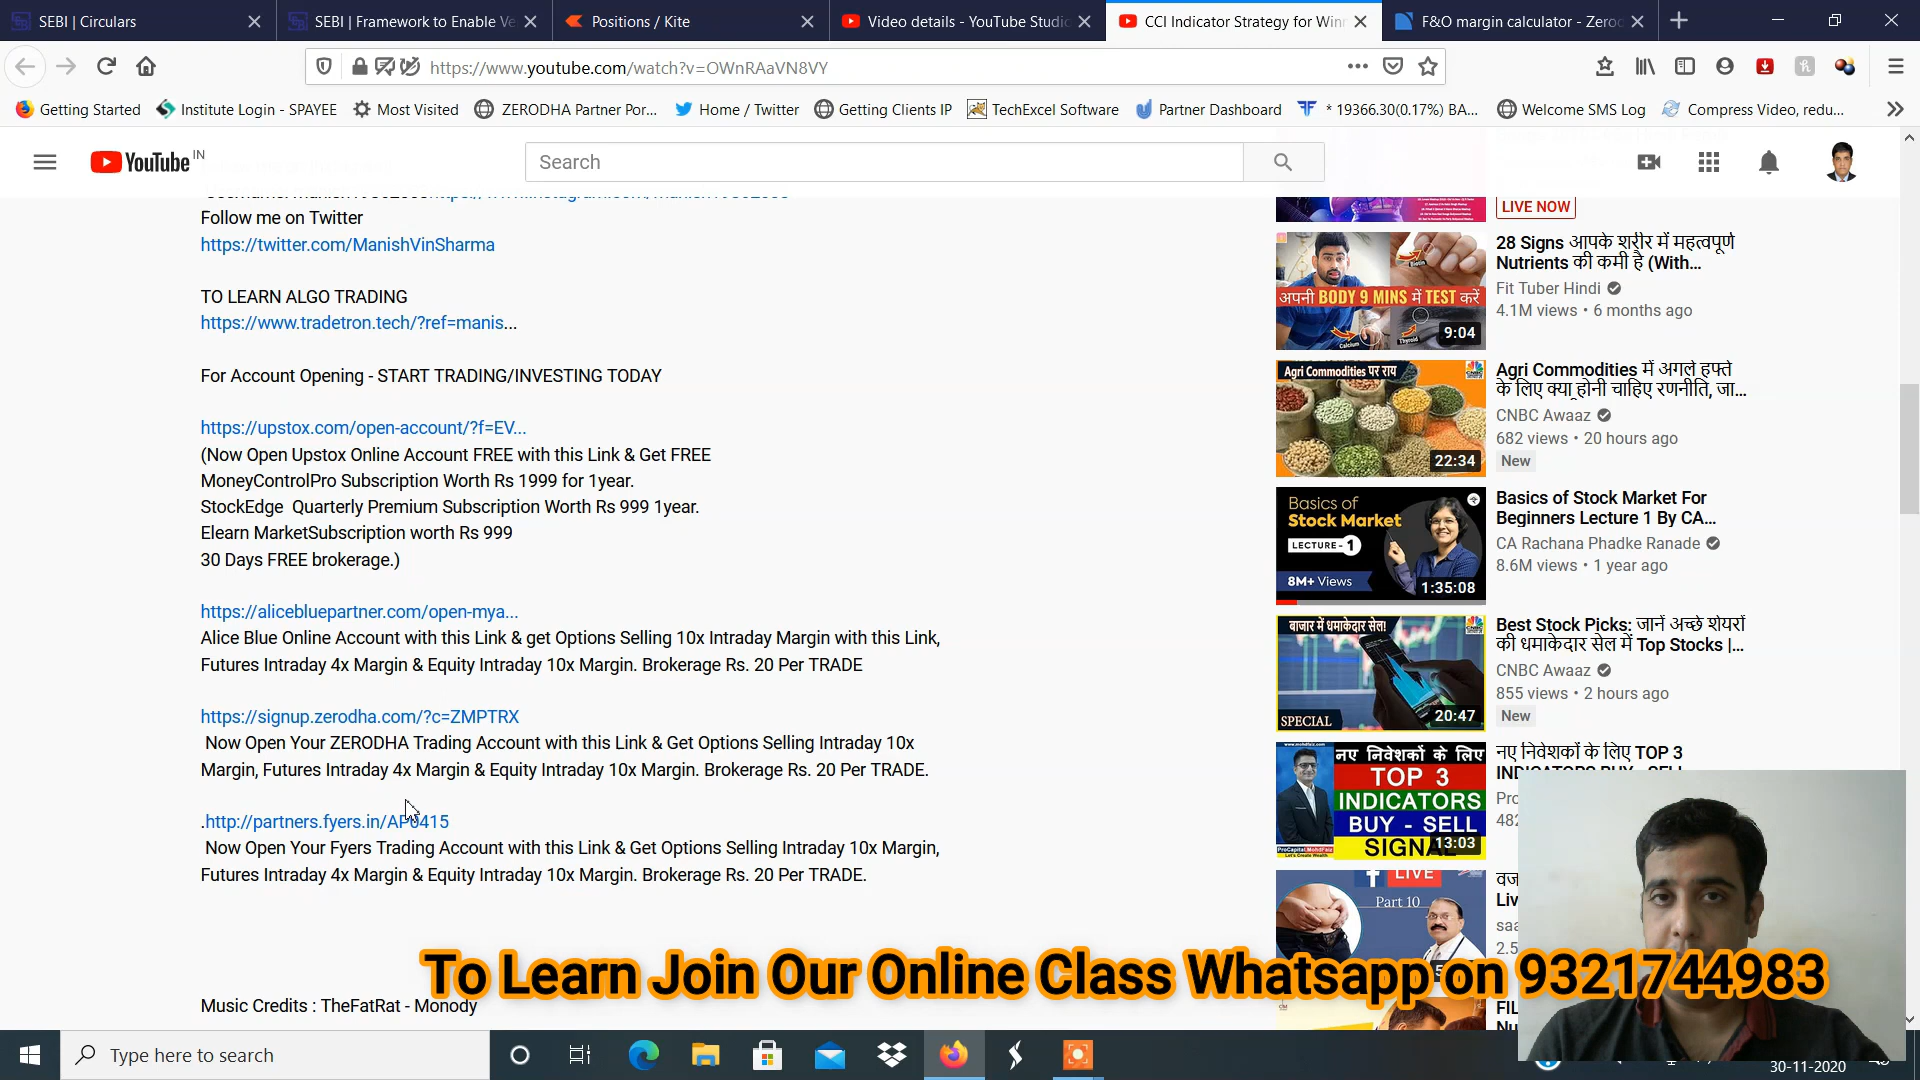 SEBI | Circulars
SEBI | Framework to Enable Ve
Positions / Kite
Video details - YouTube Studio
CCI Indicator Strategy for Winn
F&O margin calculator - Zerod
https://www.youtube.com/watch?v=OWnRAaVN8VY
Getting Started
Institute Login - SPAYEE
Most Visited
ZERODHA Partner Por...
Home / Twitter
Getting Clients IP
TechExcel Software
Partner Dashboard
* 19366.30(0.17%) BA...
Welcome SMS Log
Compress Video, redu...
YouTube IN
Search
Follow me on Twitter
https://twitter.com/ManishVinSharma
TO LEARN ALGO TRADING
https://www.tradetron.tech/?ref=manis...
For Account Opening - START TRADING/INVESTING TODAY
https://upstox.com/open-account/?f=EV...
(Now Open Upstox Online Account FREE with this Link & Get FREE
MoneyControlPro Subscription Worth Rs 1999 for 1year.
StockEdge Quarterly Premium Subscription Worth Rs 999 1year.
Elearn MarketSubscription worth Rs 999
30 Days FREE brokerage.)
https://alicebluepartner.com/open-mya...
Alice Blue Online Account with this Link & get Options Selling 10x Intraday Margin with this Link,
Futures Intraday 4x Margin & Equity Intraday 10x Margin. Brokerage Rs. 20 Per TRADE
https://signup.zerodha.com/?c=ZMPTRX
Now Open Your ZERODHA Trading Account with this Link & Get Options Selling Intraday 10x
Margin, Futures Intraday 4x Margin & Equity Intraday 10x Margin. Brokerage Rs. 20 Per TRADE.
.http://partners.fyers.in/AP0415
Now Open Your Fyers Trading Account with this Link & Get Options Selling Intraday 10x Margin,
Futures Intraday 4x Margin & Equity Intraday 10x Margin. Brokerage Rs. 20 Per TRADE.
Music Credits : TheFatRat - Monody
LIVE NOW
अपनी BODY 9 MINS में TEST करें
Calcium
Thyroid
9:04
28 Signs आपके शरीर में महत्वपूर्ण
Nutrients की कमी है (With...
Fit Tuber Hindi
4.1M views • 6 months ago
Agri Commodities पर राय
22:34
Agri Commodities में अगले हफ्ते
के लिए क्या होनी चाहिए रणनीति, जा...
CNBC Awaaz
682 views • 20 hours ago
New
Basics of
Stock Market
LECTURE - 1
8M+ Views
1:35:08
Basics of Stock Market For
Beginners Lecture 1 By CA...
CA Rachana Phadke Ranade
8.6M views • 1 year ago
बाजार में धमाकेदार सेल!
SPECIAL
20:47
Best Stock Picks: जानें अच्छे शेयरों
की धमाकेदार सेल में Top Stocks |...
CNBC Awaaz
855 views • 2 hours ago
New
नए निवेशकों के लिए
TOP 3
INDICATORS
BUY - SELL
SIGNAL
13:03
नए निवेशकों के लिए TOP 3
LIVE
Part 10
To Learn Join Our Online Class Whatsapp on 9321744983
Type here to search
30-11-2020